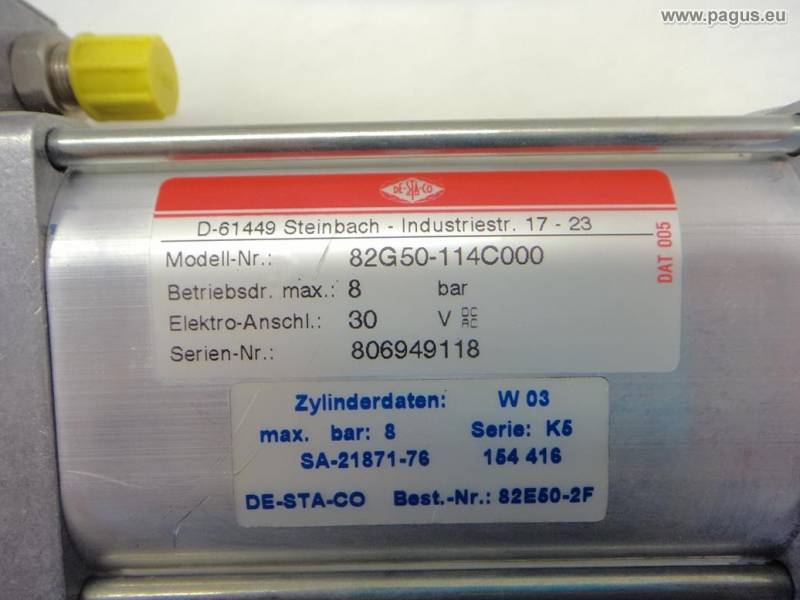 www.pagus.eu
DE-STA-CO
D-61449 Steinbach - Industriestr. 17 - 23
Modell-Nr.: 82G50-114C000
Betriebsdr. max.: 8 bar
Elektro-Anschl.: 30 V DC AC
Serien-Nr.: 806949118
DAT 005
Zylinderdaten: W 03
max. bar: 8 Serie: K5
SA-21871-76 154 416
DE-STA-CO Best.-Nr.: 82E50-2F